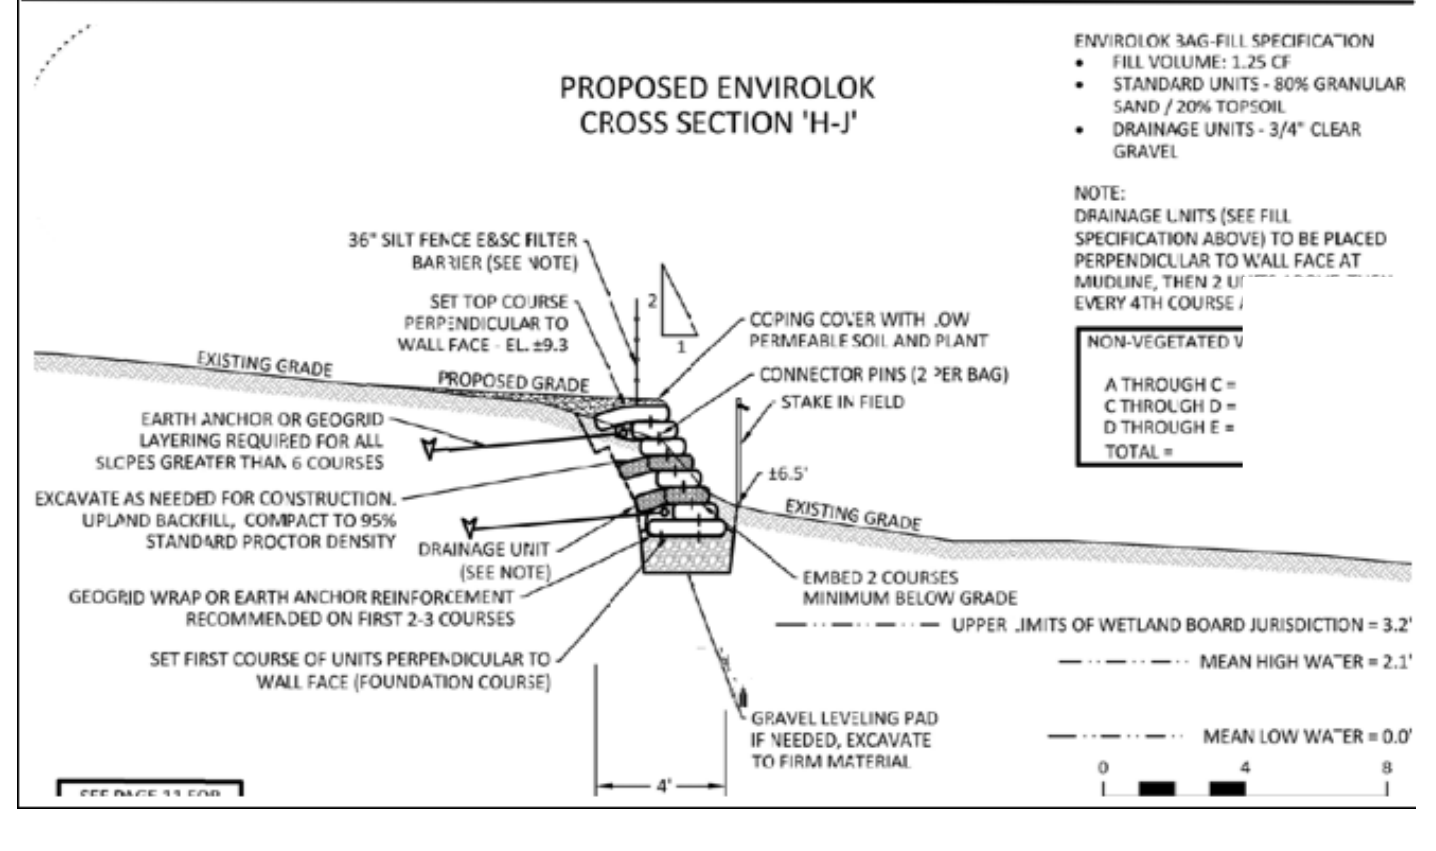 PROPOSED ENVIROLOK
CROSS SECTION 'H-J'
ENVIROLOK BAG-FILL SPECIFICATION
• FILL VOLUME: 1.25 CF
• STANDARD UNITS - 80% GRANULAR
SAND / 20% TOPSOIL
• DRAINAGE UNITS - 3/4" CLEAR
GRAVEL
NOTE:
DRAINAGE UNITS (SEE FILL
SPECIFICATION ABOVE) TO BE PLACED
PERPENDICULAR TO WALL FACE AT
MUDLINE, THEN 2
EVERY 4TH COURSE
NON-VEGETATED
A THROUGH C =
C THROUGH D =
D THROUGH E =
TOTAL =
36" SILT FENCE E&SC FILTER
BARRIER (SEE NOTE)
SET TOP COURSE
PERPENDICULAR TO
WALL FACE - EL. ±9.3
2
1
COPING COVER WITH LOW
PERMEABLE SOIL AND PLANT
CONNECTOR PINS (2 PER BAG)
STAKE IN FIELD
EXISTING GRADE
PROPOSED GRADE
EARTH ANCHOR OR GEOGRID
LAYERING REQUIRED FOR ALL
SLOPES GREATER THAN 6 COURSES
±6.5'
EXISTING GRADE
EXCAVATE AS NEEDED FOR CONSTRUCTION.
UPLAND BACKFILL, COMPACT TO 95%
STANDARD PROCTOR DENSITY
DRAINAGE UNIT
(SEE NOTE)
EMBED 2 COURSES
MINIMUM BELOW GRADE
GEOGRID WRAP OR EARTH ANCHOR REINFORCEMENT
RECOMMENDED ON FIRST 2-3 COURSES
UPPER LIMITS OF WETLAND BOARD JURISDICTION = 3.2'
MEAN HIGH WATER = 2.1'
SET FIRST COURSE OF UNITS PERPENDICULAR TO
WALL FACE (FOUNDATION COURSE)
GRAVEL LEVELING PAD
IF NEEDED, EXCAVATE
TO FIRM MATERIAL
MEAN LOW WATER = 0.0'
4'
0 4 8
SEE PAGE 11 FOR